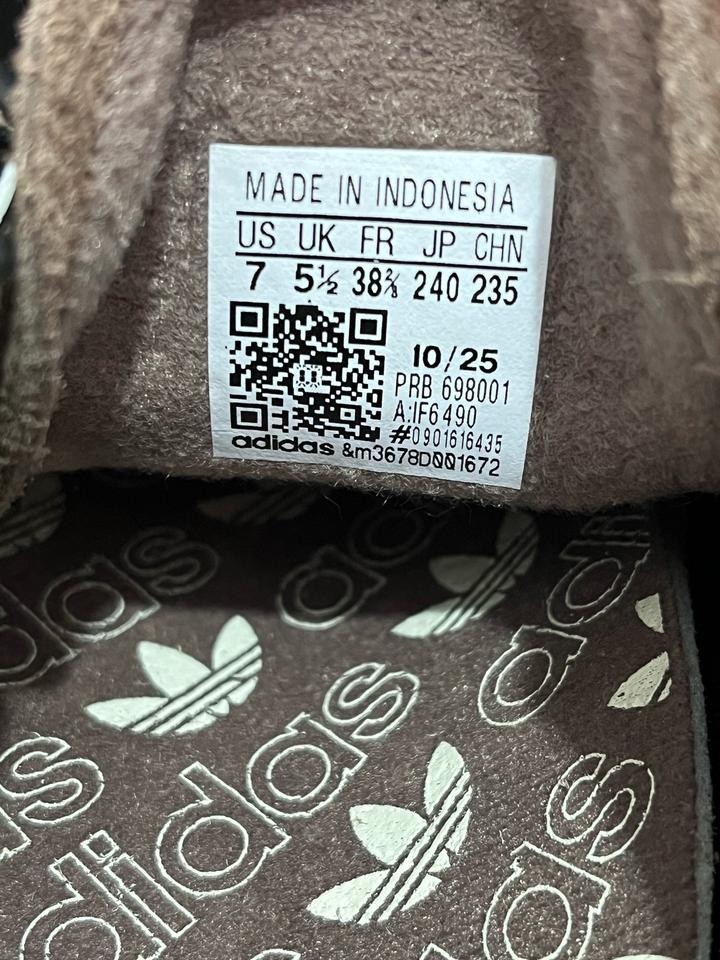 MADE IN INDONESIA
US UK FR JP CHN
7 5½ 38⅔ 240 235
10/25
PRB 698001
A:IF6490
#0901616435
adidas &m3678D001672
adidas
adidas
adidas